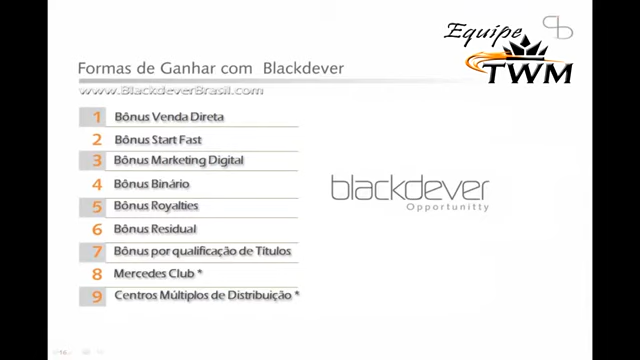 Equipe
TWM
Formas de Ganhar com Blackdever
www.BlackdeverBrasil.com
1 Bônus Venda Direta
2 Bônus Start Fast
3 Bônus Marketing Digital
4 Bônus Binário
5 Bônus Royalties
6 Bônus Residual
7 Bônus por qualificação de Títulos
8 Mercedes Club *
9 Centros Múltiplos de Distribuição *
blackdever
Opportunitty